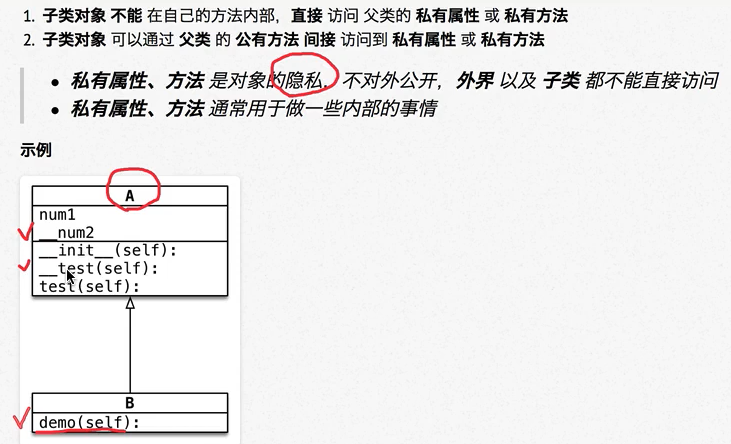 1. 子类对象 不能 在自己的方法内部，直接 访问 父类的 私有属性 或 私有方法
2. 子类对象 可以通过 父类 的 公有方法 间接 访问到 私有属性 或 私有方法
• 私有属性、方法 是对象的隐私，不对外公开，外界 以及 子类 都不能直接访问
• 私有属性、方法 通常用于做一些内部的事情
示例
A
num1
__num2
__init__(self):
__test(self):
test(self):
B
demo(self):